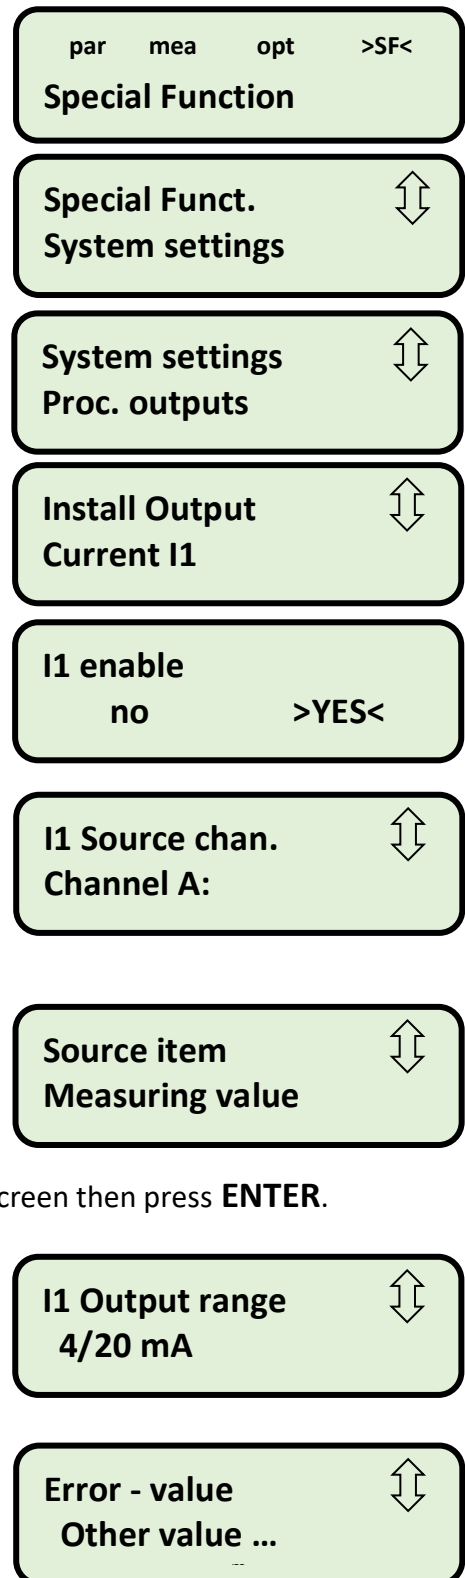 par mea opt >SF<
Special Function
Special Funct.
System settings
System settings
Proc. outputs
Install Output
Current I1
I1 enable
no >YES<
I1 Source chan.
Channel A:
Source item
Measuring value
creen then press ENTER.
I1 Output range
4/20 mA
Error - value
Other value ...